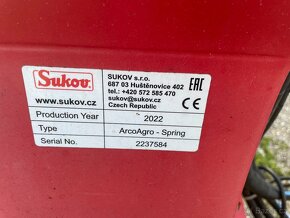 Sukov
www.sukov.cz
SUKOV s.r.o.
687 03 Huštěnovice 402
tel.: +420 572 585 470
sukov@sukov.cz
Czech Republic
EAC
CE
Production Year 2022
Type ArcoAgro - Spring
Serial Number 2237584